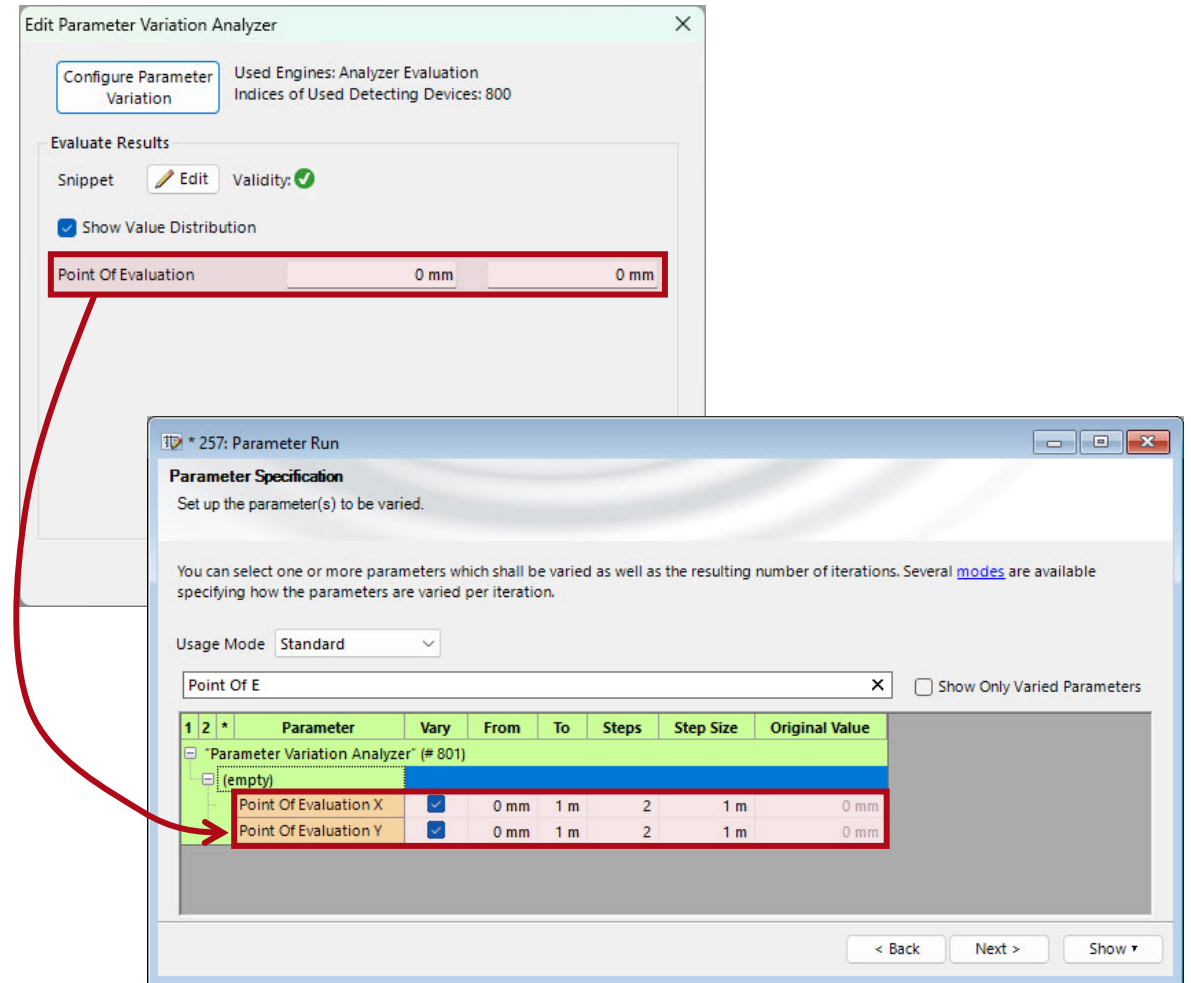 Edit Parameter Variation Analyzer
Configure Parameter
Variation
Used Engines: Analyzer Evaluation
Indices of Used Detecting Devices: 800
Evaluate Results
Snippet Edit Validity:
Show Value Distribution
Point Of Evaluation 0 mm 0 mm
* 257: Parameter Run
Parameter Specification
Set up the parameter(s) to be varied.
You can select one or more parameters which shall be varied as well as the resulting number of iterations. Several modes are available
specifying how the parameters are varied per iteration.
Usage Mode Standard
Point Of E
Show Only Varied Parameters
1 2 * Parameter Vary From To Steps Step Size Original Value
"Parameter Variation Analyzer" (# 801)
(empty)
Point Of Evaluation X 0 mm 1 m 2 1 m 0 mm
Point Of Evaluation Y 0 mm 1 m 2 1 m 0 mm
< Back Next > Show